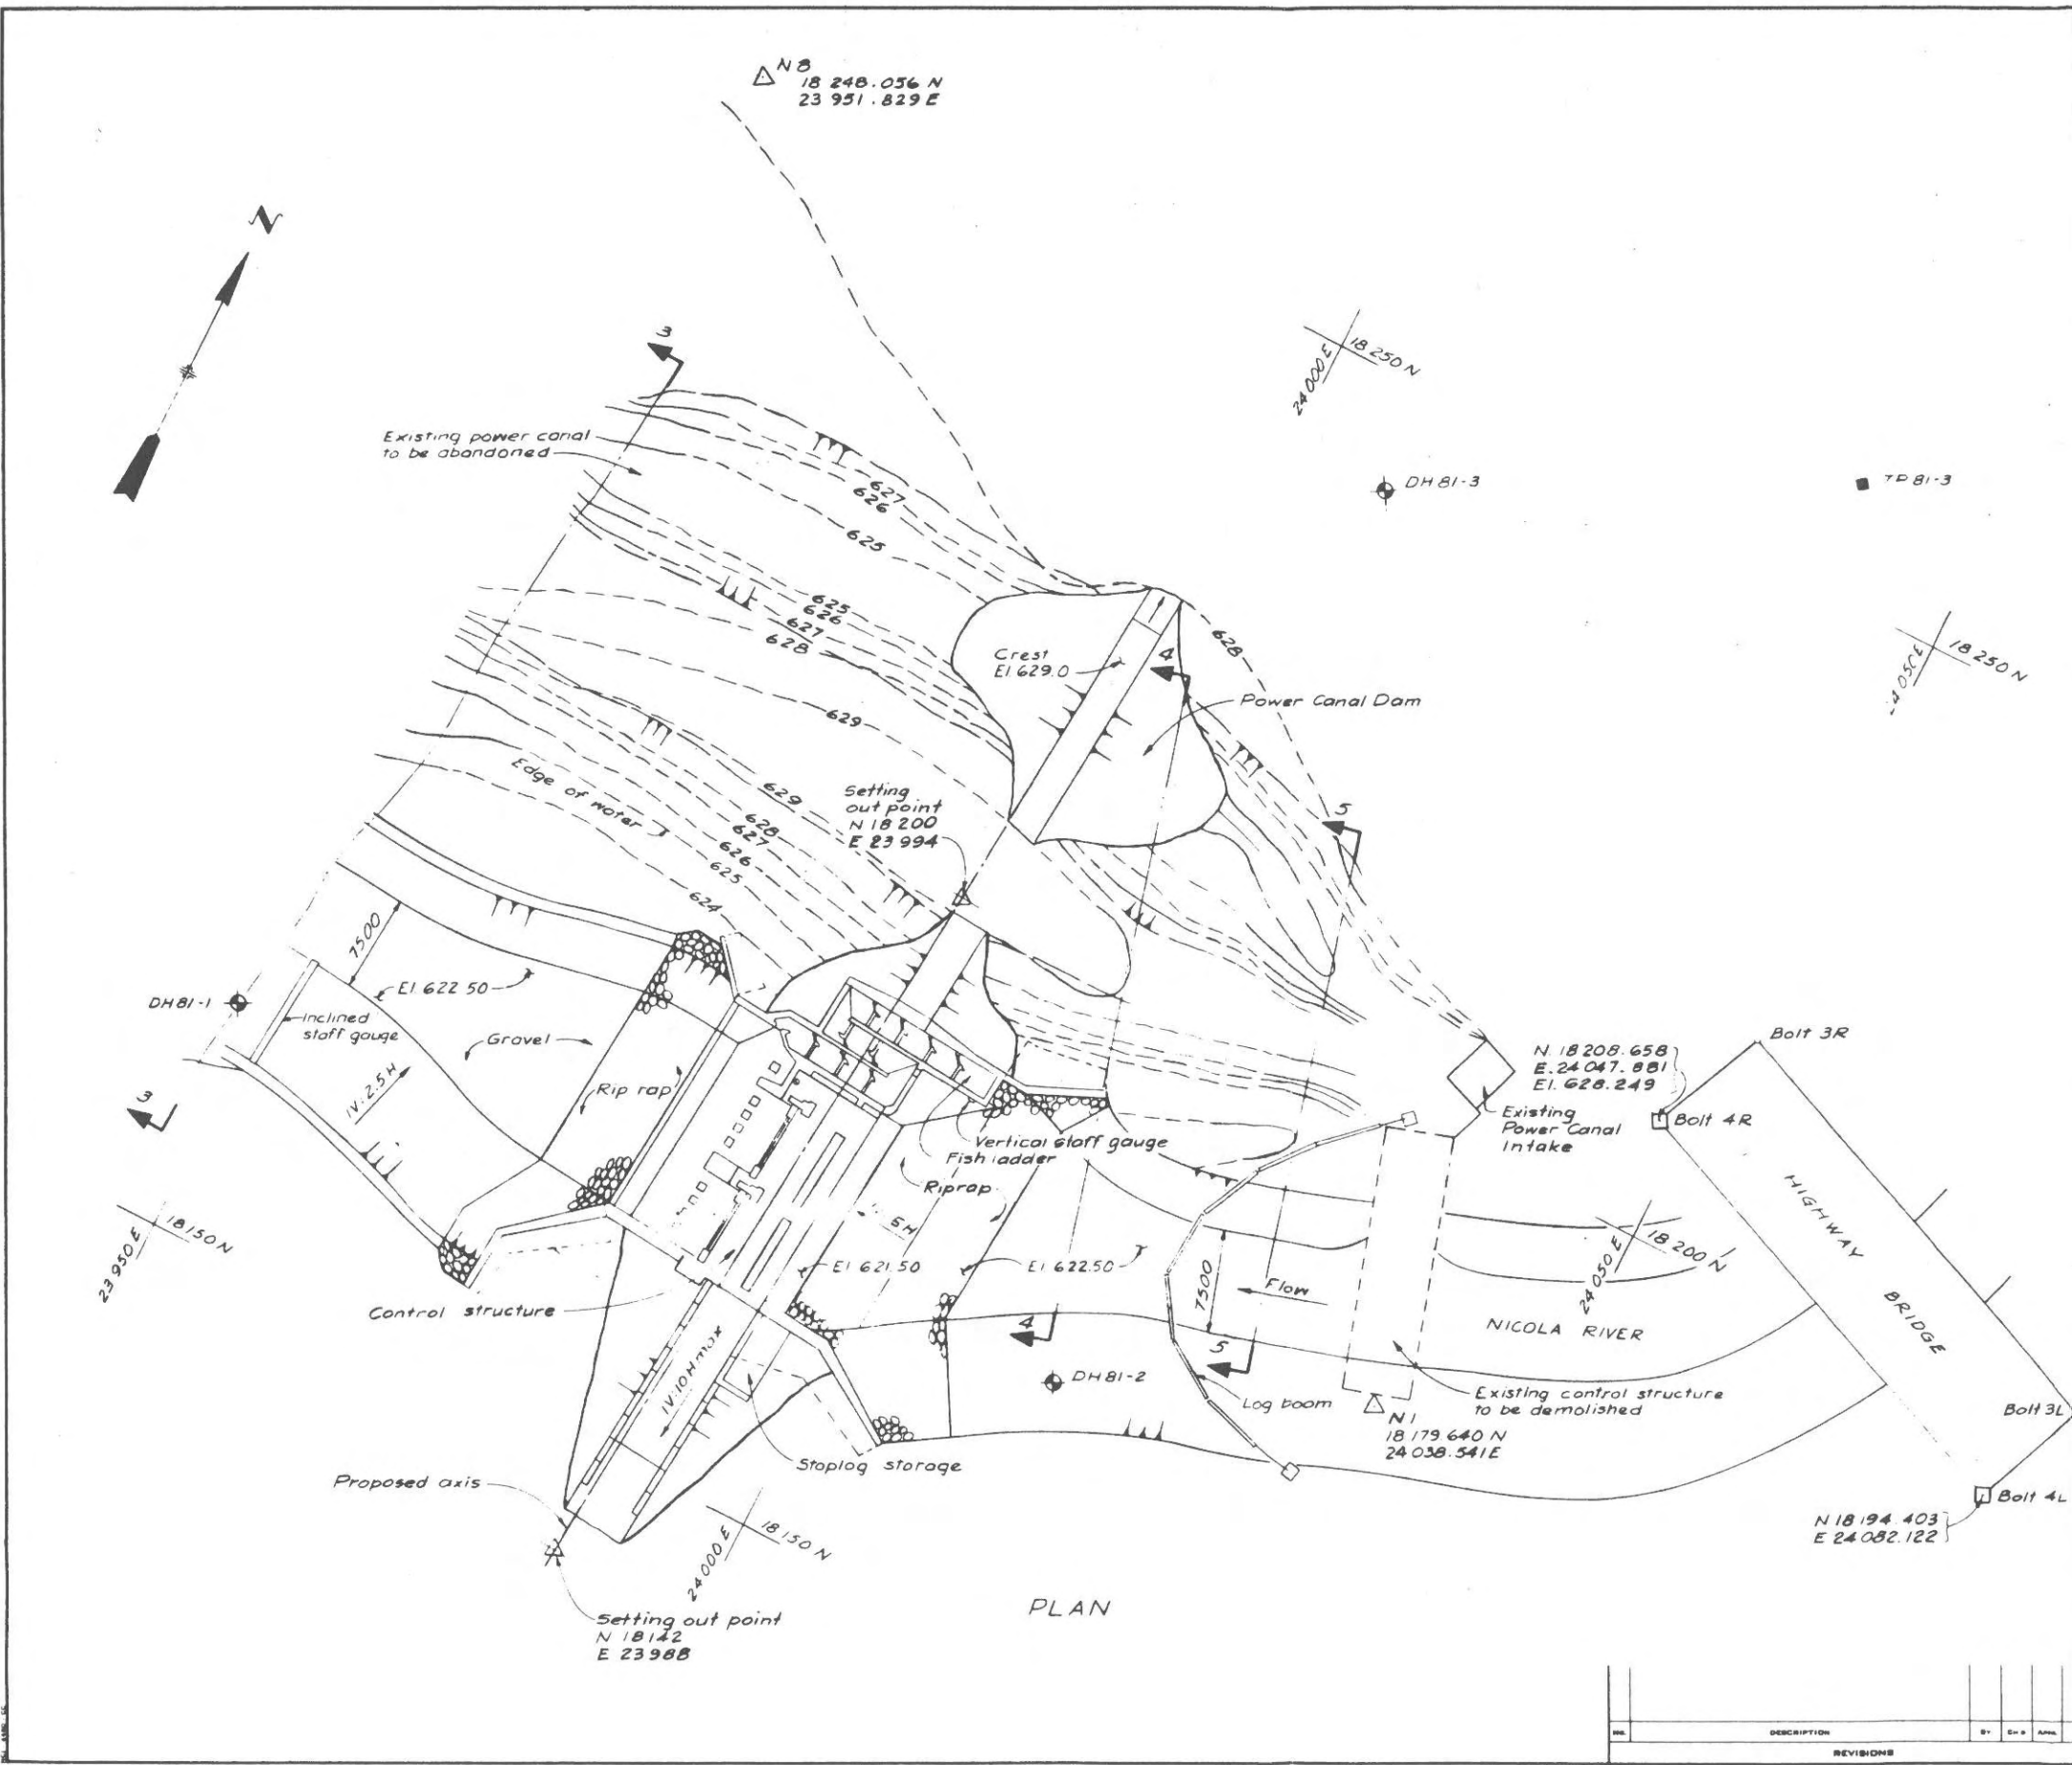 N8
18 248.056 N
23 951.829 E
N
3
24 000 E
18 250 N
Existing power canal
to be abandoned
DH 81-3
TP 81-3
627
626
625
625
626
627
628
628
Crest
El. 629.0
4
Power Canal Dam
18 250 N
629
Edge of water
629
628
627
626
625
624
Setting
out point
N 18 200
E 23 994
5
7500
DH 81-1
El. 622.50
Inclined
staff gauge
Gravel
Rip rap
1V:2.5H
3
Bolt 3R
N. 18 208.658
E. 24 047.881
El. 628.249
Existing
Power Canal
Intake
Bolt 4R
Vertical staff gauge
Fish ladder
Riprap
HIGHWAY BRIDGE
23 950 E
18 150 N
5H
El 621.50
El 622.50
7500
Flow
24 050 E
18 200 N
NICOLA RIVER
Control structure
4
5
DH 81-2
1V:10H max
Log boom
Existing control structure
to be demolished
N1
18 179.640 N
24 038.541 E
Bolt 3L
Stoplog storage
Proposed axis
Bolt 4L
N 18 194.403
E 24 082.122
24 000 E
18 150 N
Setting out point
N 18 142
E 23 988
PLAN
NO.
DESCRIPTION
BY
CH'D
APPR.
REVISIONS